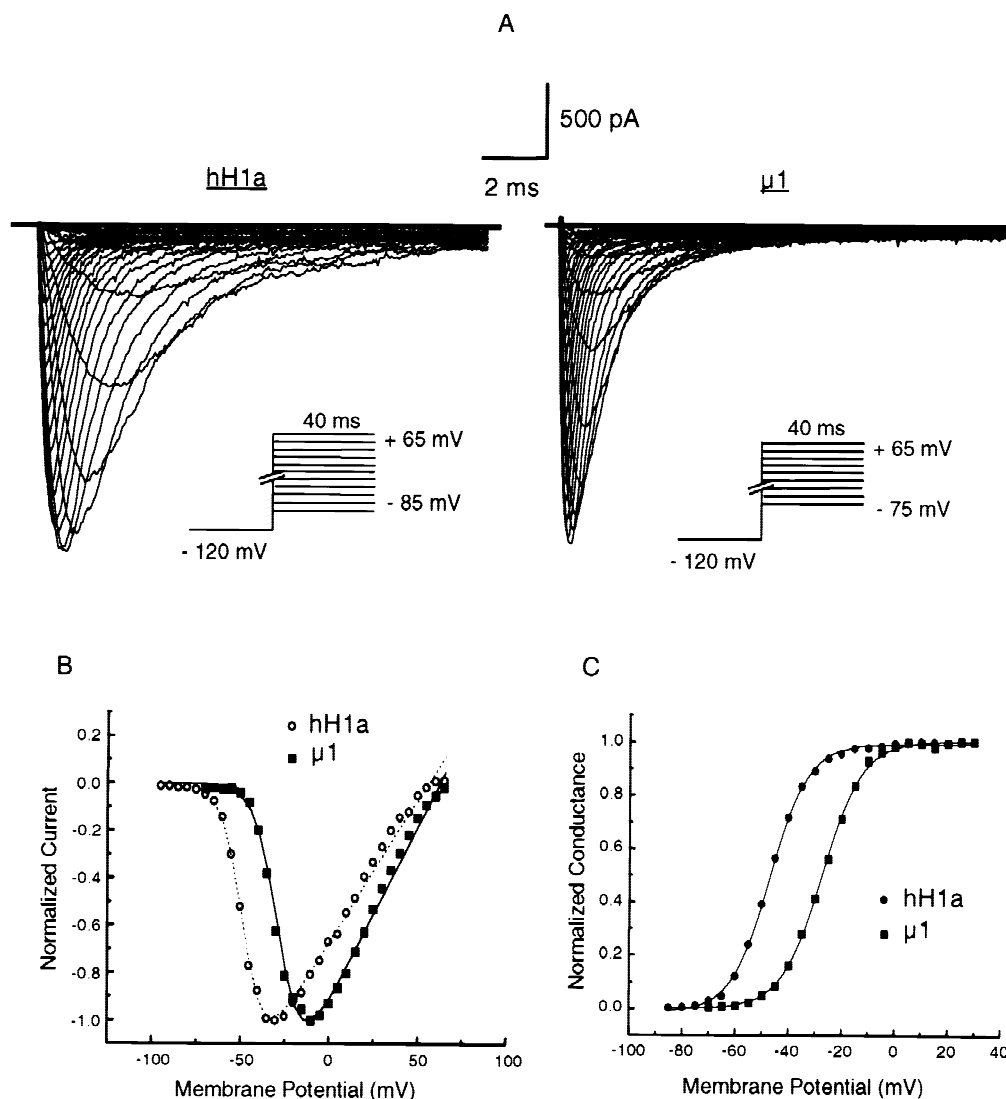 A
500 pA
2 ms
hH1a
µ1
40 ms
+ 65 mV
- 85 mV
- 120 mV
40 ms
+ 65 mV
- 75 mV
- 120 mV
B
hH1a
µ1
0.2
0.0
-0.2
-0.4
-0.6
-0.8
-1.0
Normalized Current
-100
-50
0
50
100
Membrane Potential (mV)
C
1.0
0.8
0.6
0.4
0.2
0.0
Normalized Conductance
hH1a
µ1
-100
-80
-60
-40
-20
0
20
40
Membrane Potential (mV)